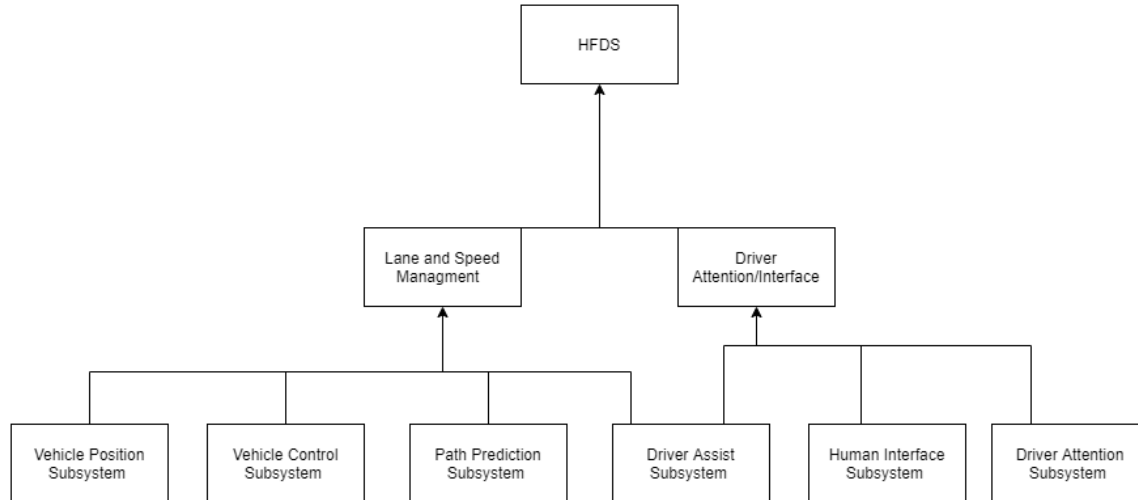 HFDS
Lane and Speed
Managment
Driver
Attention/Interface
Vehicle Position
Subsystem
Vehicle Control
Subsystem
Path Prediction
Subsystem
Driver Assist
Subsystem
Human Interface
Subsystem
Driver Attention
Subsystem